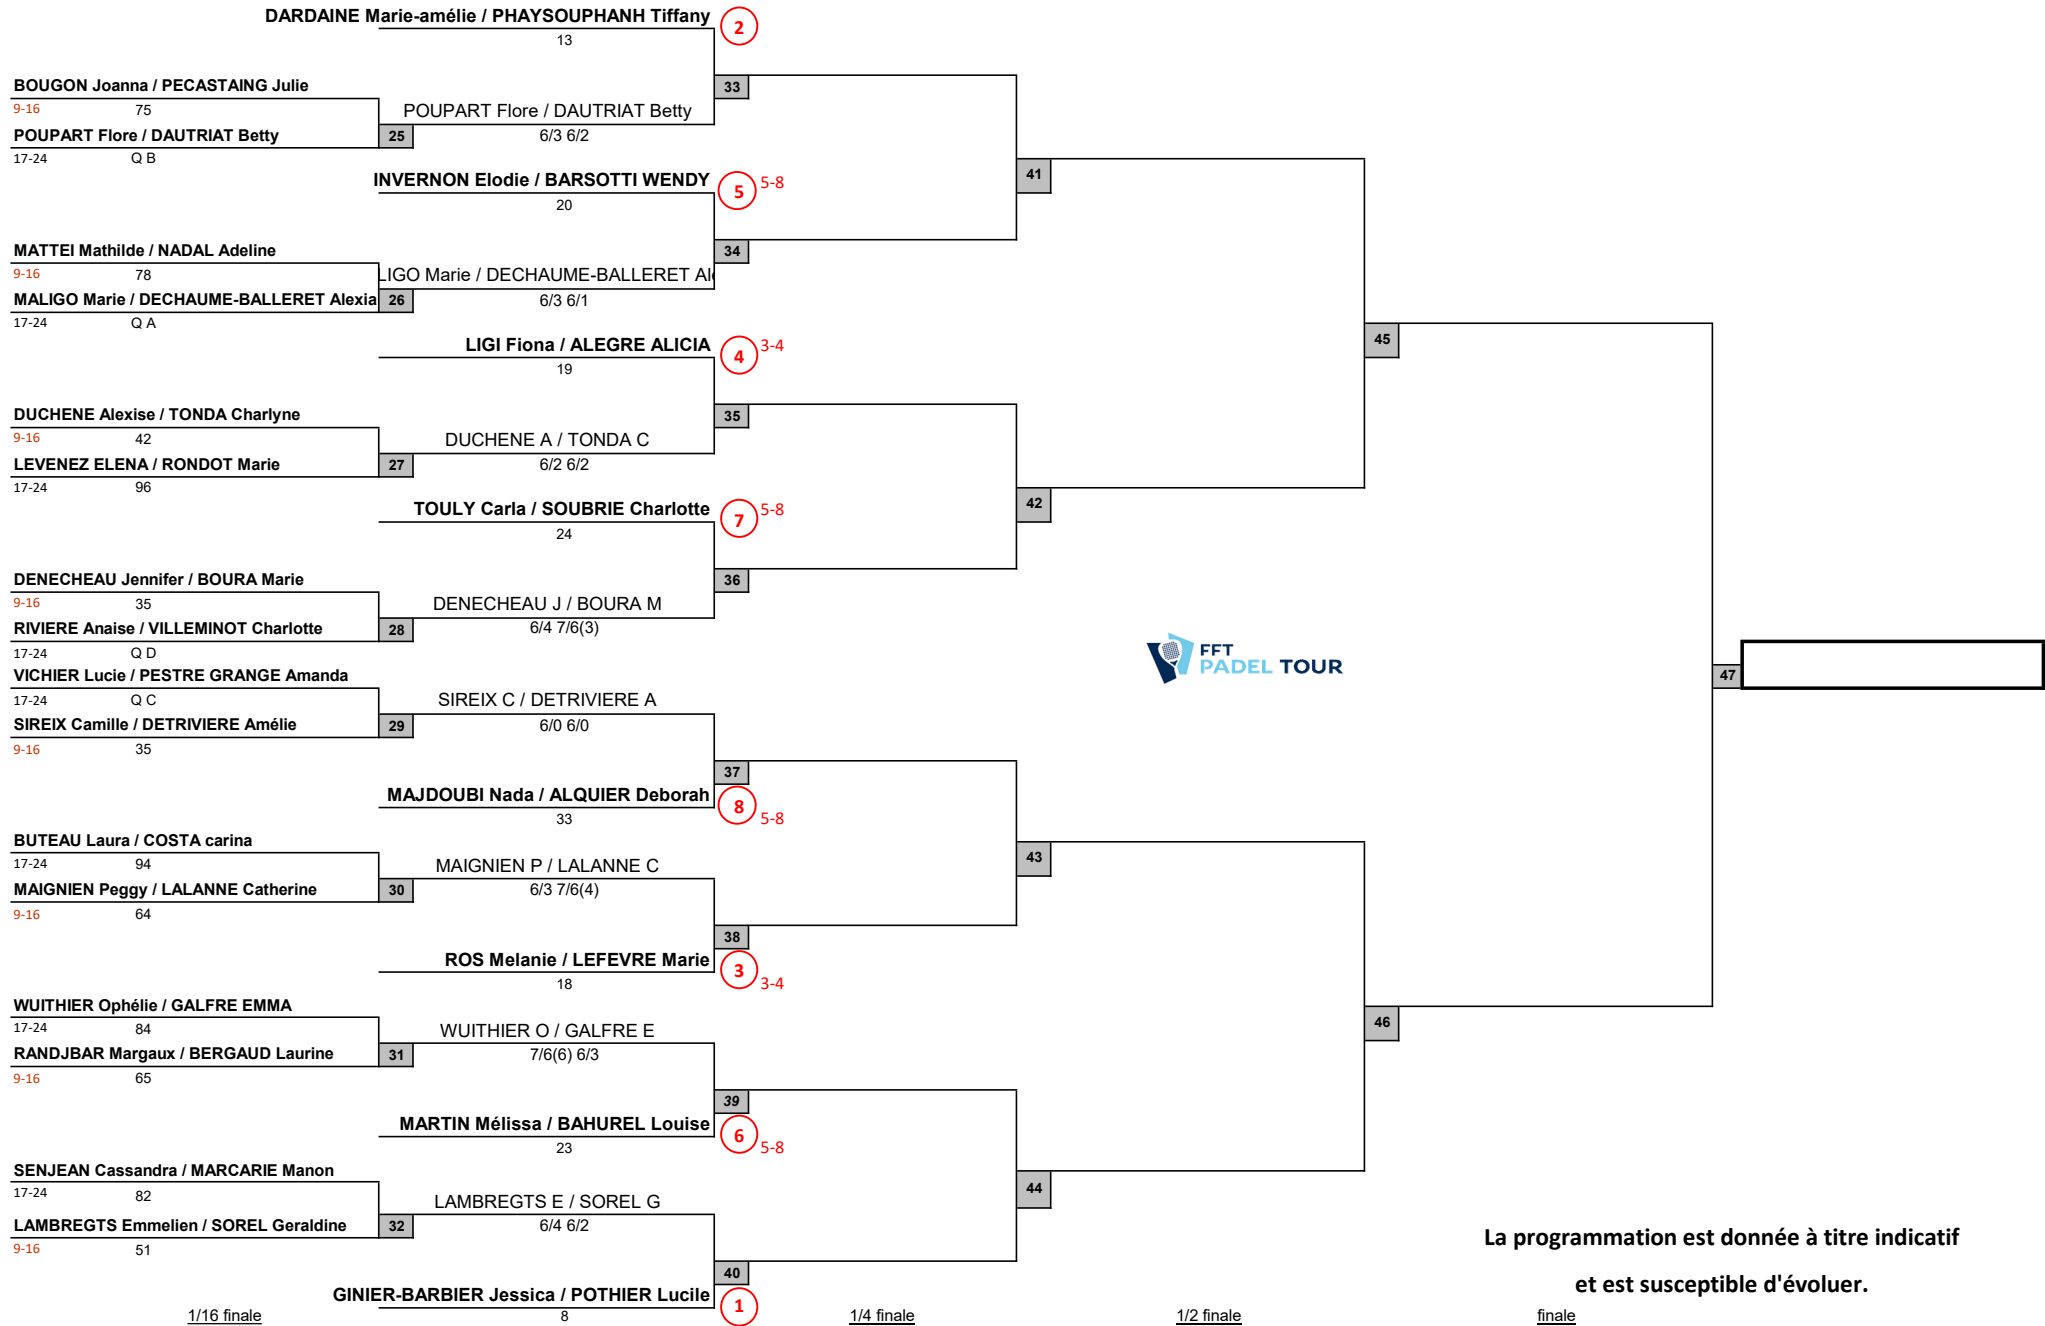 DARDAINE Marie-amélie / PHAYSOUPHANH Tiffany
2
13
BOUGON Joanna / PECASTAING Julie
33
9-16 75
POUPART Flore / DAUTRIAT Betty
POUPART Flore / DAUTRIAT Betty
25
6/3 6/2
17-24 Q B
INVERNON Elodie / BARSOTTI WENDY
5
5-8
41
20
MATTEI Mathilde / NADAL Adeline
34
9-16 78
LIGO Marie / DECHAUME-BALLERET Al
MALIGO Marie / DECHAUME-BALLERET Alexia
26
6/3 6/1
17-24 Q A
LIGI Fiona / ALEGRE ALICIA
4
3-4
45
19
DUCHENE Alexise / TONDA Charlyne
35
9-16 42
DUCHENE A / TONDA C
LEVENEZ ELENA / RONDOT Marie
27
6/2 6/2
17-24 96
TOULY Carla / SOUBRIE Charlotte
7
5-8
42
24
DENECHEAU Jennifer / BOURA Marie
36
9-16 35
DENECHEAU J / BOURA M
RIVIERE Anaise / VILLEMINOT Charlotte
28
6/4 7/6(3)
17-24 Q D
FFT
PADEL TOUR
VICHIER Lucie / PESTRE GRANGE Amanda
47
17-24 Q C
SIREIX C / DETRIVIERE A
SIREIX Camille / DETRIVIERE Amélie
29
6/0 6/0
9-16 35
37
MAJDOUBI Nada / ALQUIER Deborah
8
5-8
33
BUTEAU Laura / COSTA carina
43
17-24 94
MAIGNIEN P / LALANNE C
MAIGNIEN Peggy / LALANNE Catherine
30
6/3 7/6(4)
9-16 64
38
ROS Melanie / LEFEVRE Marie
3
3-4
18
WUITHIER Ophélie / GALFRE EMMA
46
17-24 84
WUITHIER O / GALFRE E
RANDJBAR Margaux / BERGAUD Laurine
31
7/6(6) 6/3
9-16 65
39
MARTIN Mélissa / BAHUREL Louise
6
5-8
23
SENJEAN Cassandra / MARCARIE Manon
44
17-24 82
LAMBREGTS E / SOREL G
LAMBREGTS Emmelien / SOREL Geraldine
32
6/4 6/2
9-16 51
La programmation est donnée à titre indicatif
et est susceptible d'évoluer.
40
GINIER-BARBIER Jessica / POTHIER Lucile
1
8
1/16 finale 1/4 finale 1/2 finale finale